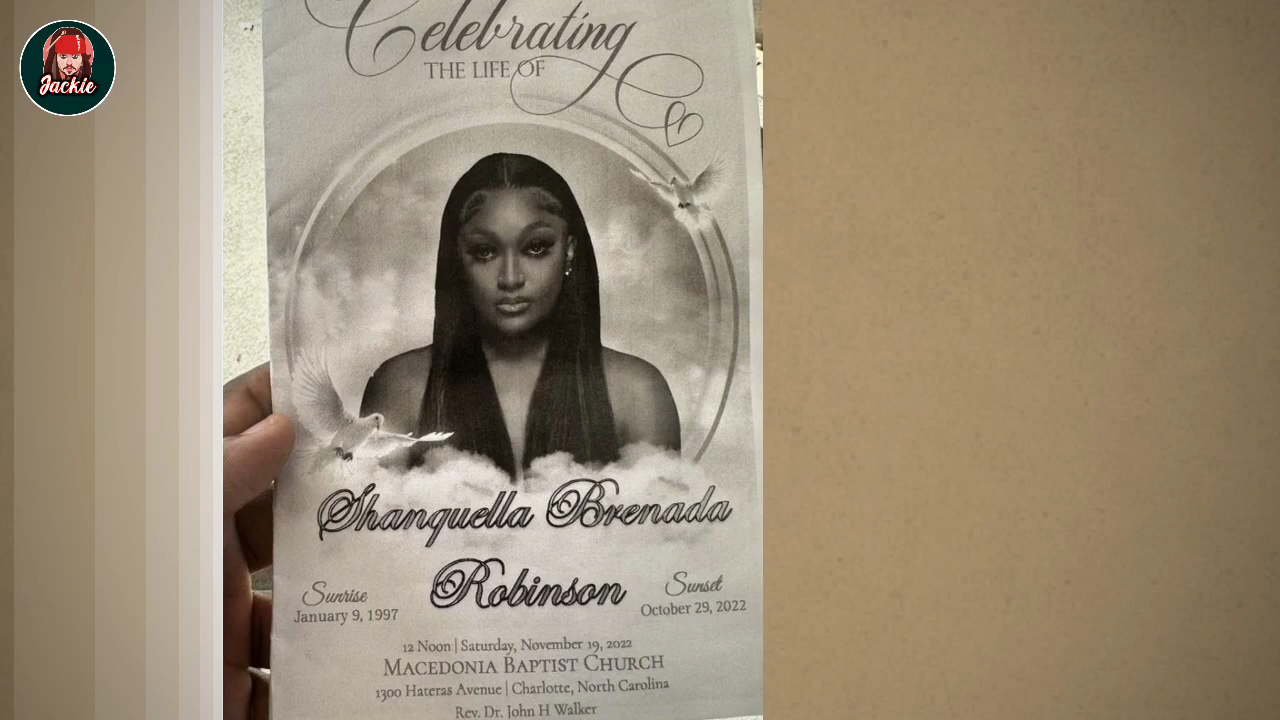 Jackie
Celebrating
THE LIFE OF
Shanquella Brenada
Robinson
Sunrise
January 9, 1997
Sunset
October 29, 2022
12 Noon | Saturday, November 19, 2022
MACEDONIA BAPTIST CHURCH
1300 Hateras Avenue | Charlotte, North Carolina
Rev. Dr. John H Walker